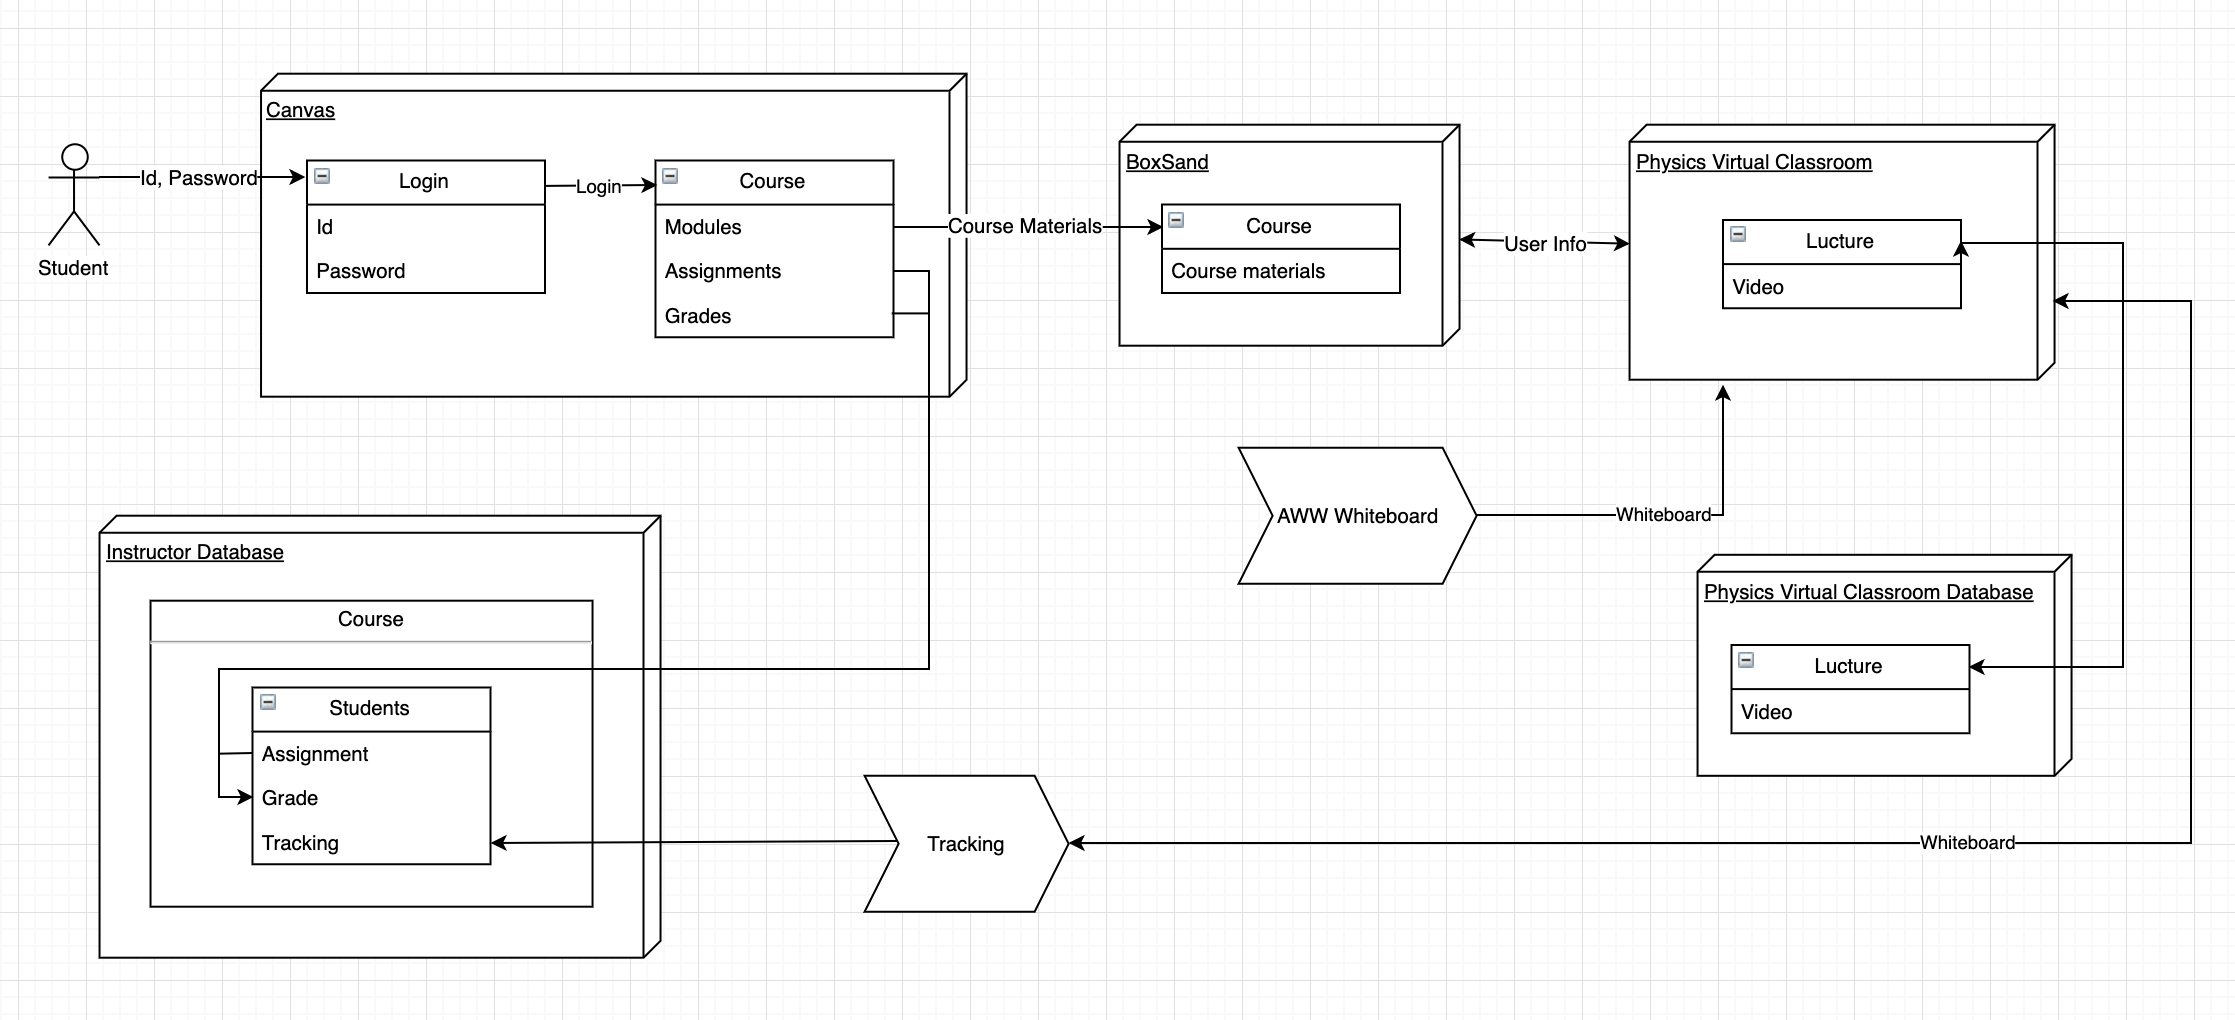 Canvas
Student
Id, Password
Login
Id
Password
Login
Course
Modules
Assignments
Grades
Course Materials
BoxSand
Course
Course materials
User Info
Physics Virtual Classroom
Lucture
Video
AWW Whiteboard
Whiteboard
Physics Virtual Classroom Database
Lucture
Video
Instructor Database
Course
Students
Assignment
Grade
Tracking
Tracking
Whiteboard